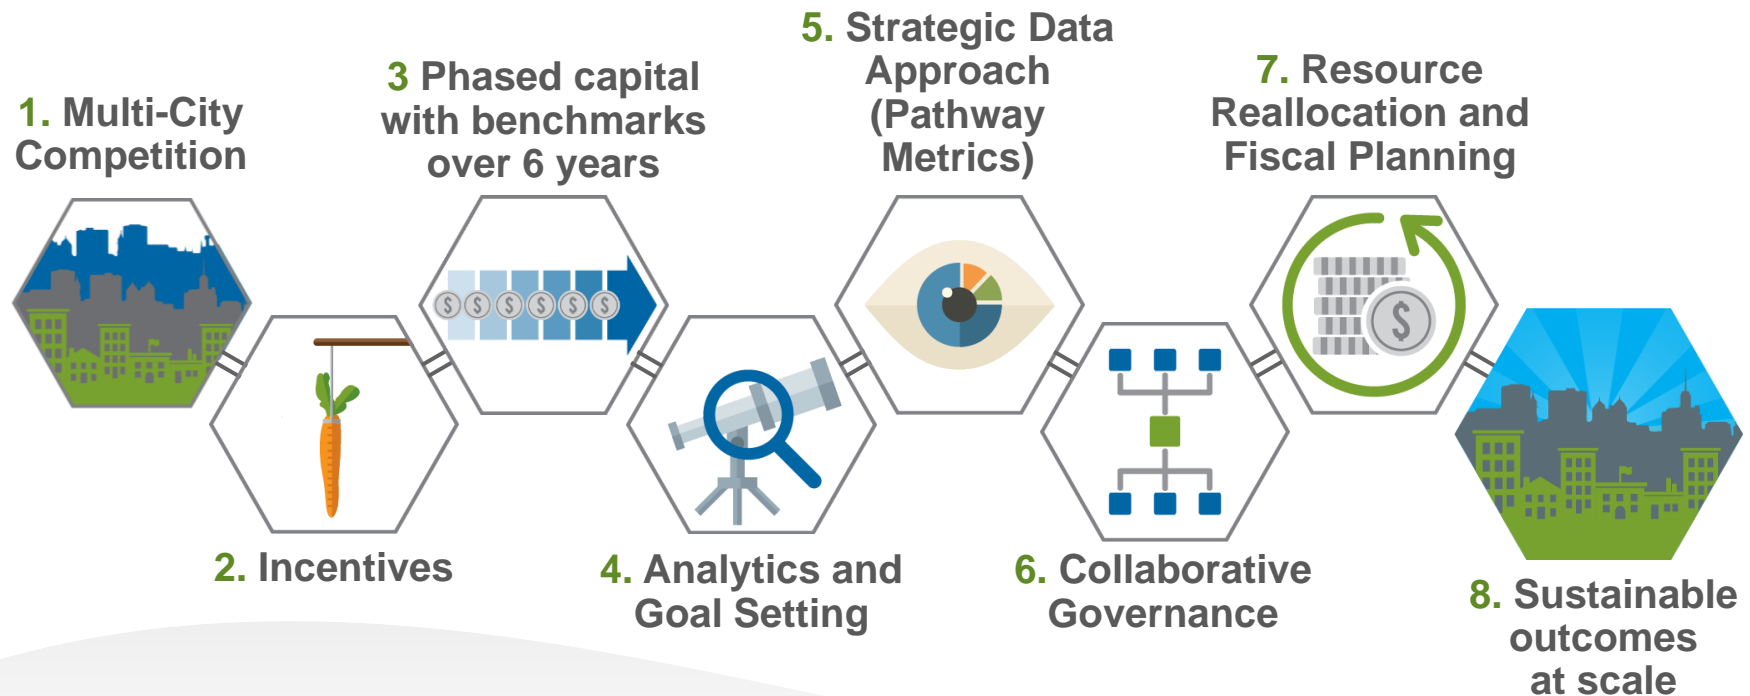 1. Multi-City
Competition
2. Incentives
3 Phased capital
with benchmarks
over 6 years
4. Analytics and
Goal Setting
5. Strategic Data
Approach
(Pathway
Metrics)
6. Collaborative
Governance
7. Resource
Reallocation and
Fiscal Planning
8. Sustainable
outcomes
at scale
$ $ $ $ $ $
$